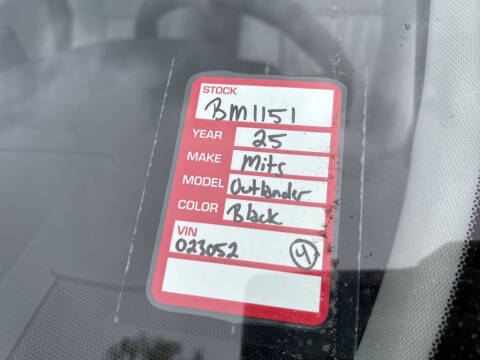 STOCK
BM1151
YEAR 25
MAKE Mits
MODEL Outlander
COLOR Black
VIN
023052 4